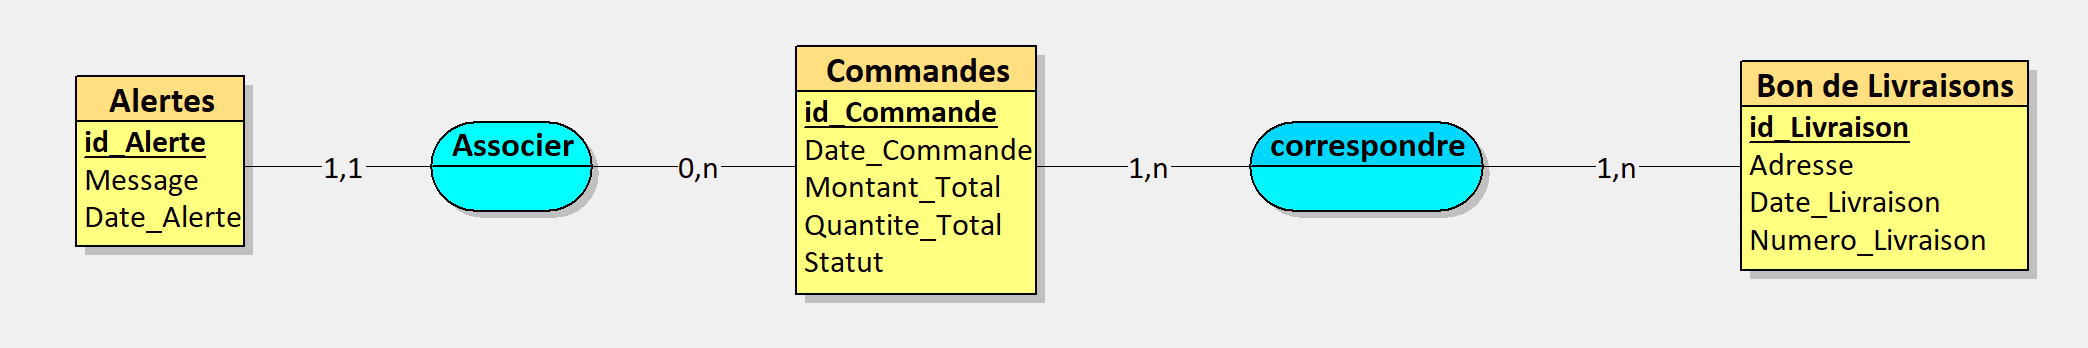 Alertes
id_Alerte
Message
Date_Alerte
1,1
Associer
0,n
Commandes
id_Commande
Date_Commande
Montant_Total
Quantite_Total
Statut
1,n
correspondre
1,n
Bon de Livraisons
id_Livraison
Adresse
Date_Livraison
Numero_Livraison